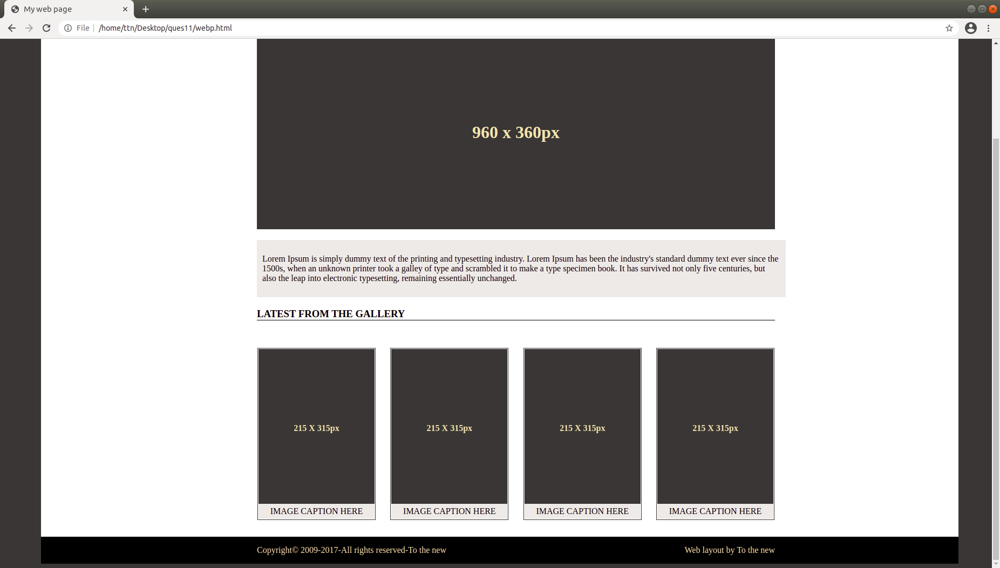 My web page
File
/home/ttn/Desktop/ques11/webp.html
960 x 360px
Lorem Ipsum is simply dummy text of the printing and typesetting industry. Lorem Ipsum has been the industry's standard dummy text ever since the
1500s, when an unknown printer took a galley of type and scrambled it to make a type specimen book. It has survived not only five centuries, but
also the leap into electronic typesetting, remaining essentially unchanged.
LATEST FROM THE GALLERY
215 X 315px
215 X 315px
215 X 315px
215 X 315px
IMAGE CAPTION HERE
IMAGE CAPTION HERE
IMAGE CAPTION HERE
IMAGE CAPTION HERE
Copyright© 2009-2017-All rights reserved-To the new
Web layout by To the new